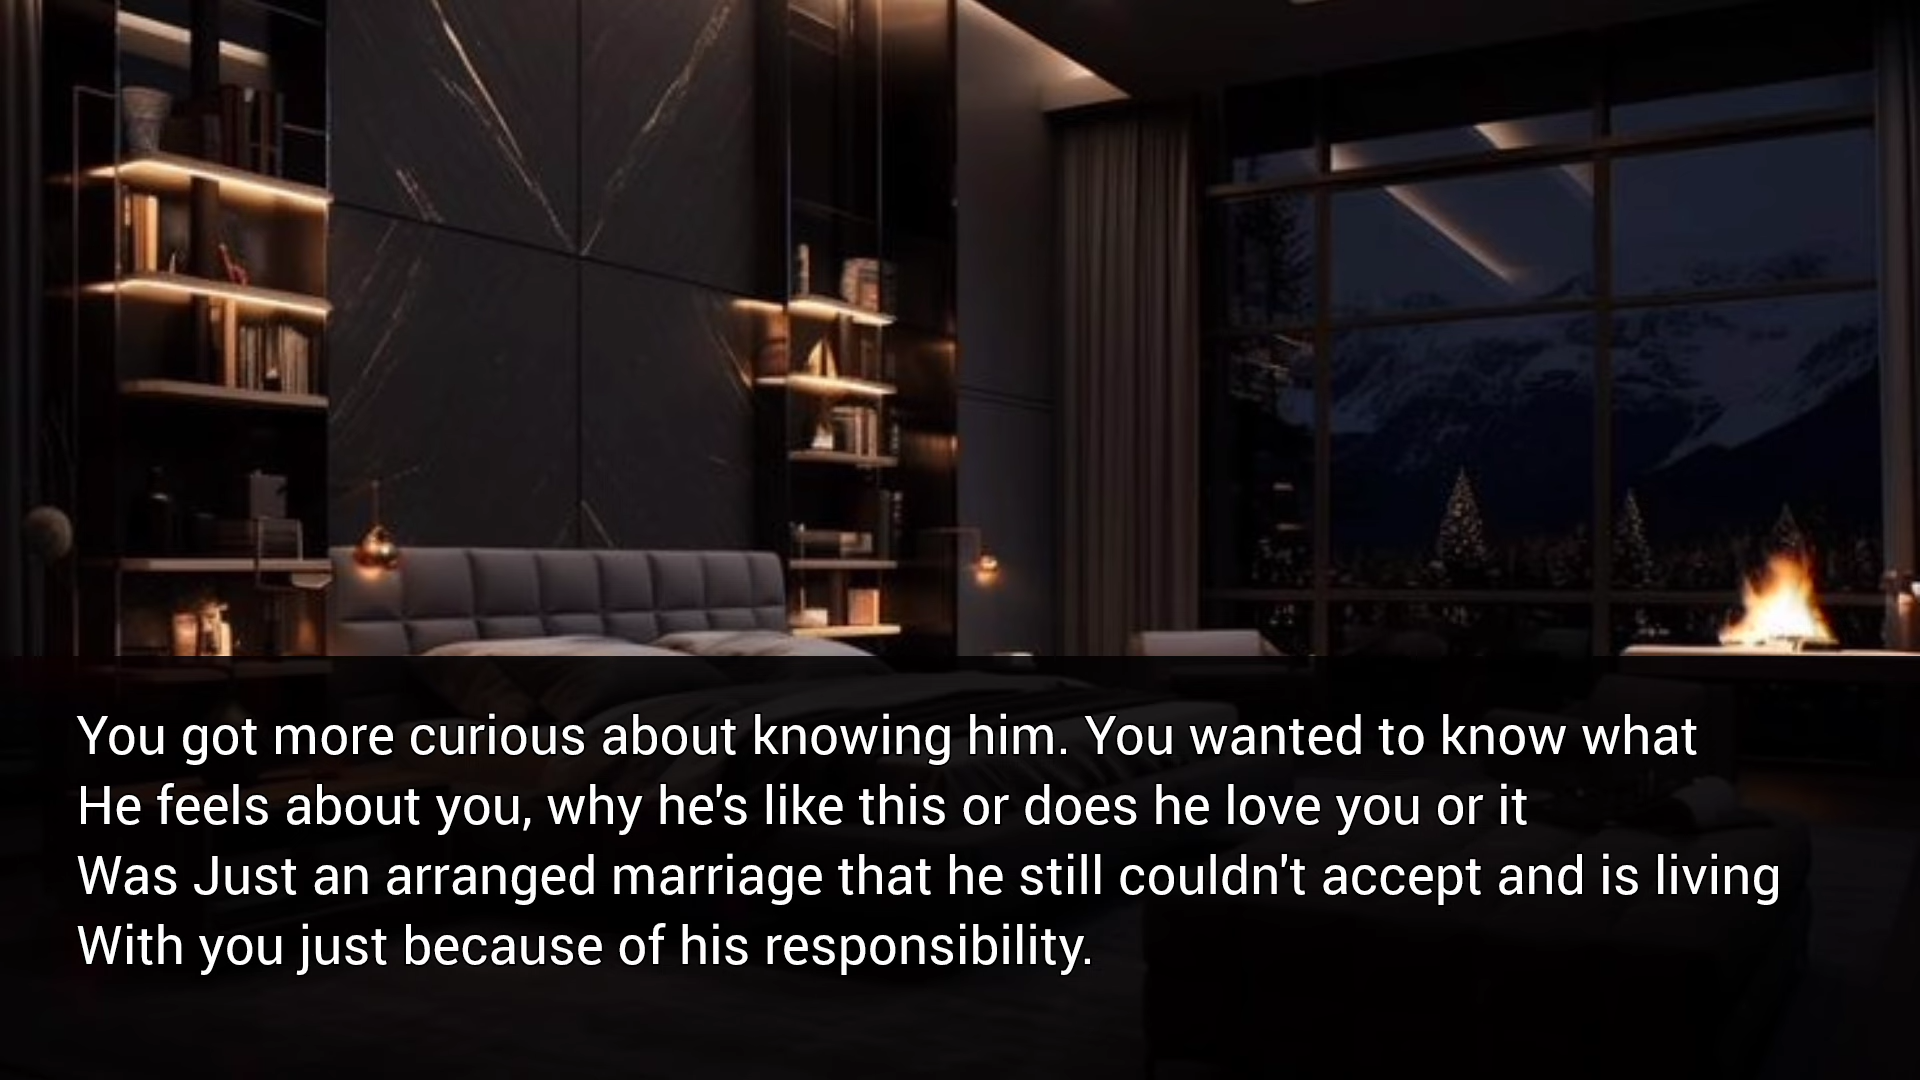 You got more curious about knowing him. You wanted to know what
He feels about you, why he's like this or does he love you or it
Was Just an arranged marriage that he still couldn't accept and is living
With you just because of his responsibility.